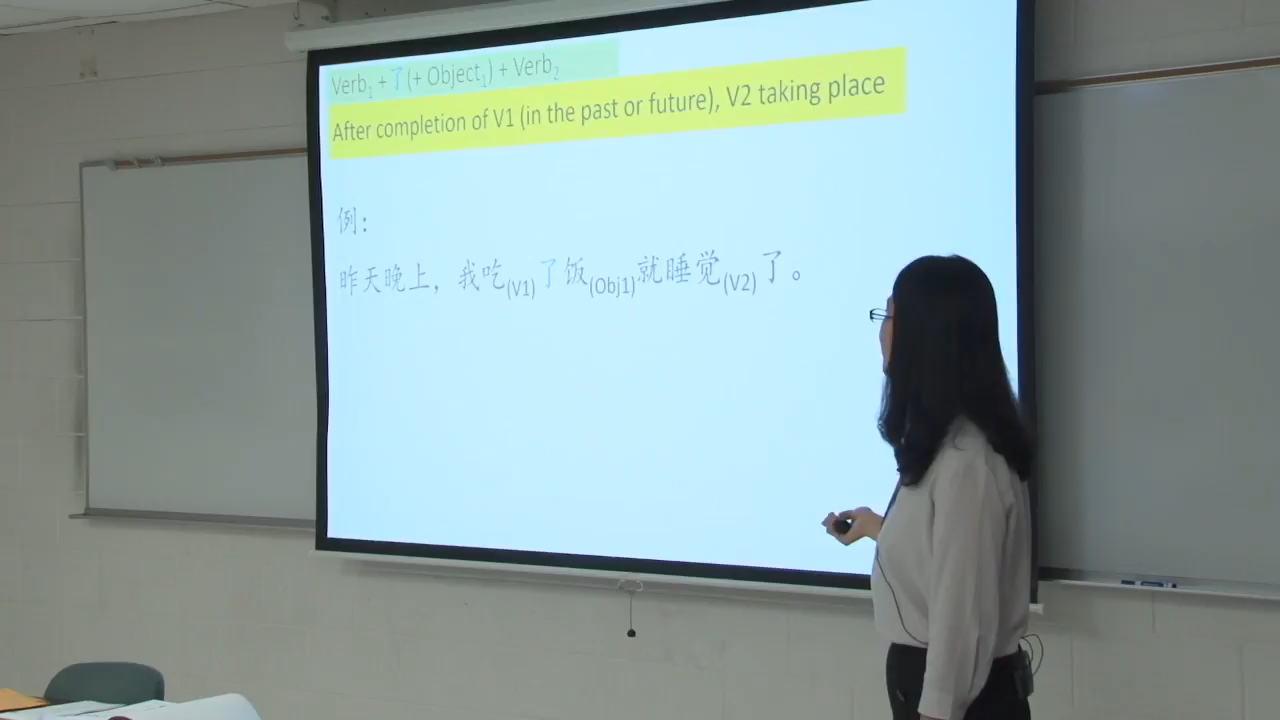 Verb₁ + 了 (+ Object₁) + Verb₂
After completion of V1 (in the past or future), V2 taking place
例：
昨天晚上，我吃(V1)了饭(Obj1)就睡觉(V2)了。